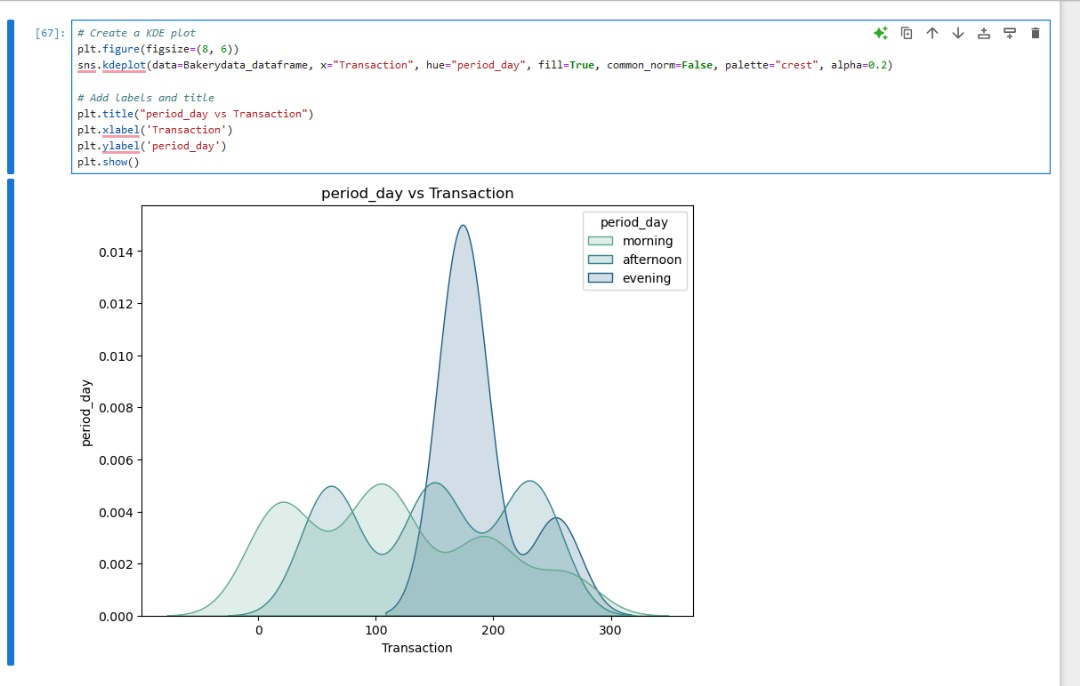 [67]:
# Create a KDE plot
plt.figure(figsize=(8, 6))
sns.kdeplot(data=Bakerydata_dataframe, x="Transaction", hue="period_day", fill=True, common_norm=False, palette="crest", alpha=0.2)
# Add labels and title
plt.title("period_day vs Transaction")
plt.xlabel('Transaction')
plt.ylabel('period_day')
plt.show()
period_day vs Transaction
period_day
morning
afternoon
evening
0.014
0.012
0.010
0.008
0.006
0.004
0.002
0.000
period_day
0 100 200 300
Transaction